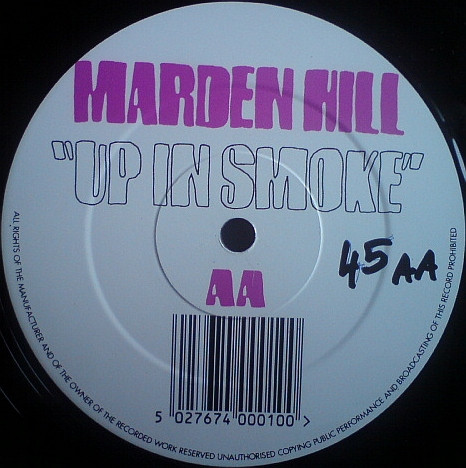 MARDEN HILL
"UP IN SMOKE"
AA
45 AA
5 027674 000100 >
ALL RIGHTS OF THE MANUFACTURER AND OF THE OWNER OF THE RECORDED WORK RESERVED UNAUTHORISED COPYING PUBLIC PERFORMANCE AND BROADCASTING OF THIS RECORD PROHIBITED